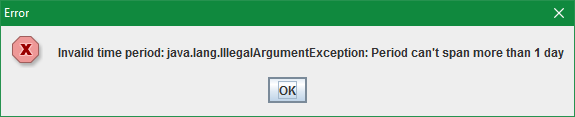 Error
Invalid time period: java.lang.IllegalArgumentException: Period can't span more than 1 day
OK